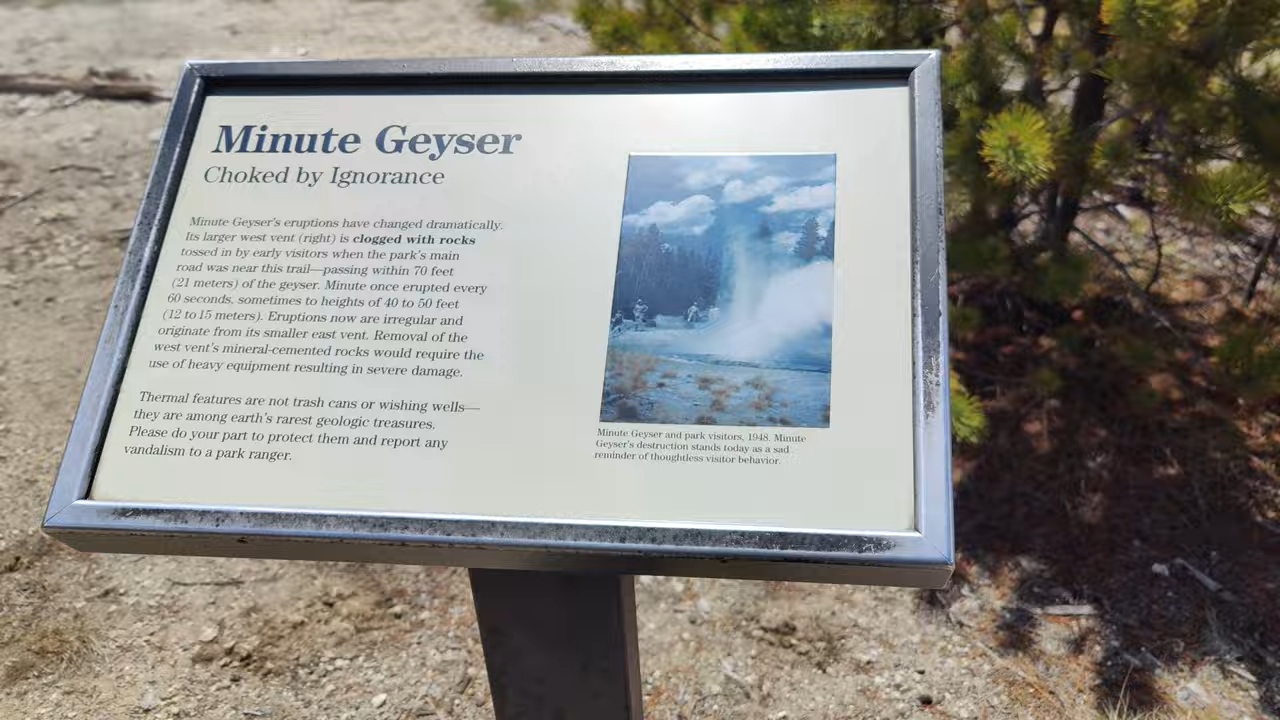 Minute Geyser
Choked by Ignorance
Minute Geyser's eruptions have changed dramatically.
Its larger west vent (right) is clogged with rocks
tossed in by early visitors when the park's main
road was near this trail—passing within 70 feet
(21 meters) of the geyser. Minute once erupted every
60 seconds, sometimes to heights of 40 to 50 feet
(12 to 15 meters). Eruptions now are irregular and
originate from its smaller east vent. Removal of the
west vent's mineral-cemented rocks would require the
use of heavy equipment resulting in severe damage.
Thermal features are not trash cans or wishing wells—
they are among earth's rarest geologic treasures.
Please do your part to protect them and report any
vandalism to a park ranger.
Minute Geyser and park visitors, 1948. Minute
Geyser's destruction stands today as a sad
reminder of thoughtless visitor behavior.